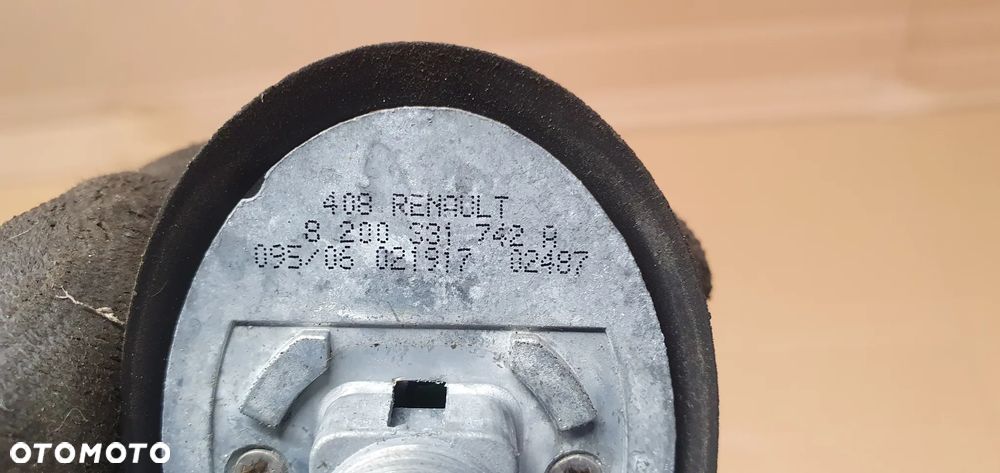 408 RENAULT
8 200 331 742 A
095/06 021917 02487
OTOMOTO